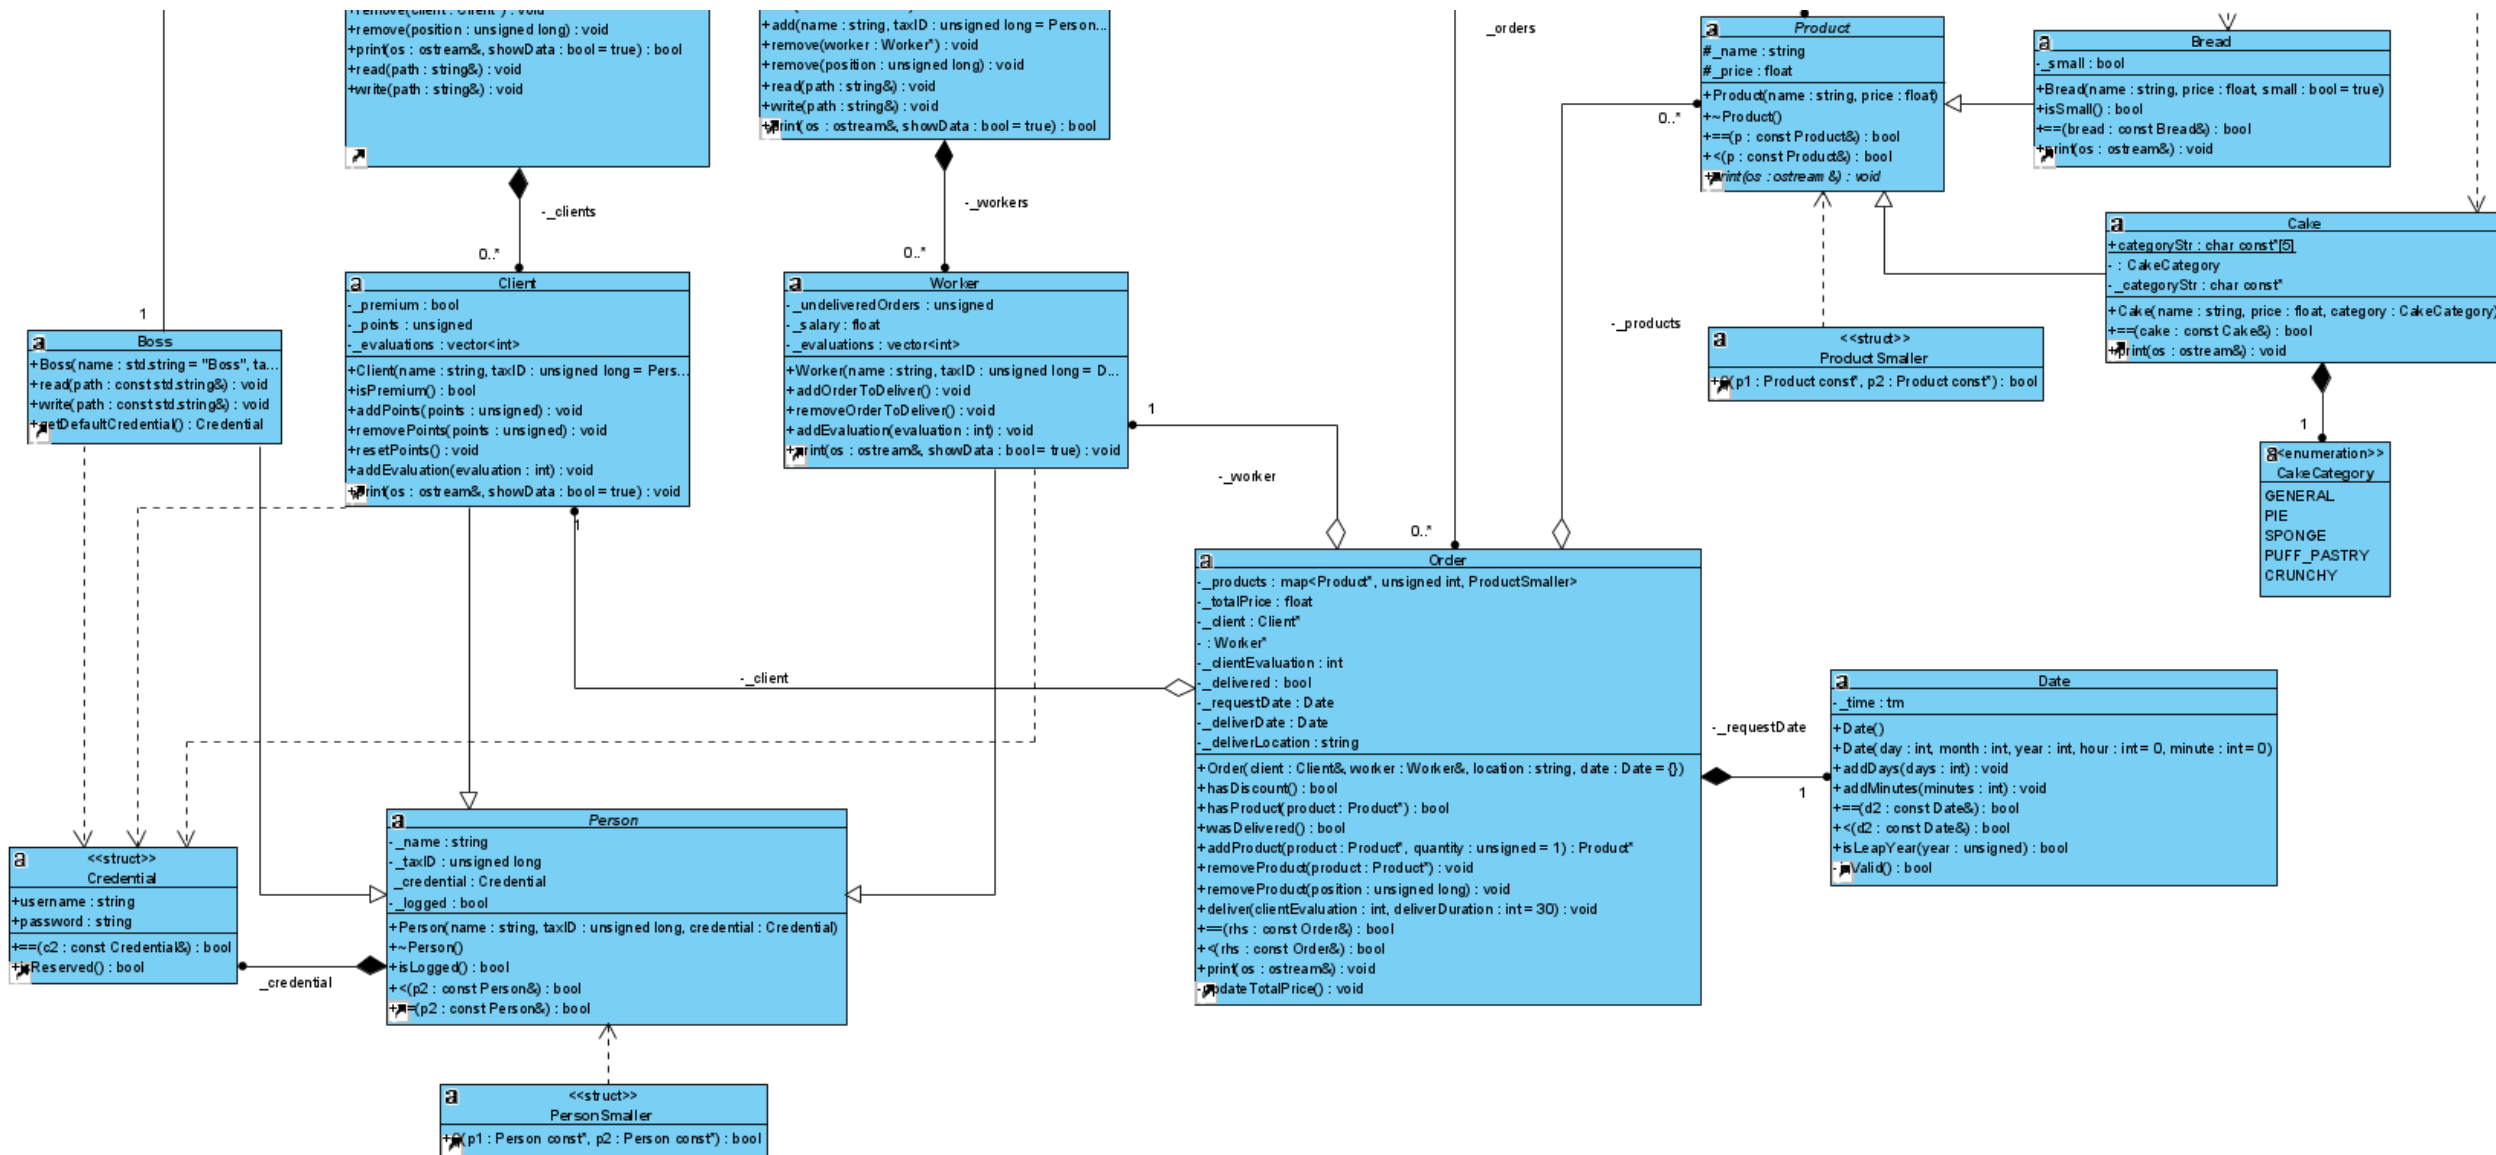 +remove(position : unsigned long) : void
+print(os : ostream&, showData : bool = true) : bool
+read(path : string&) : void
+write(path : string&) : void
-_clients
0..*
+add(name : string, taxID : unsigned long = Person...
+remove(worker : Worker*) : void
+remove(position : unsigned long) : void
+read(path : string&) : void
+write(path : string&) : void
print(os : ostream&, showData : bool = true) : bool
-_workers
0..*
_orders
0..*
Product
#_name : string
#_price : float
+Product(name : string, price : float)
+~Product()
+==(p : const Product&) : bool
+<(p : const Product&) : bool
print(os : ostream &) : void
0..*
-_products
Bread
-_small : bool
+Bread(name : string, price : float, small : bool = true)
+isSmall() : bool
+==(bread : const Bread&) : bool
print(os : ostream&) : void
Cake
+categoryStr : char const*[5]
- : CakeCategory
-_categoryStr : char const*
+Cake(name : string, price : float, category : CakeCategory)
+==(cake : const Cake&) : bool
print(os : ostream&) : void
1
<<struct>>
ProductSmaller
(p1 : Product const*, p2 : Product const*) : bool
<enumeration>>
CakeCategory
GENERAL
PIE
SPONGE
PUFF_PASTRY
CRUNCHY
1
Boss
+Boss(name : std.string = "Boss", ta...
+read(path : const std.string&) : void
+write(path : const std.string&) : void
getDefaultCredential() : Credential
Client
-_premium : bool
-_points : unsigned
-_evaluations : vector<int>
+Client(name : string, taxID : unsigned long = Pers...
+isPremium() : bool
+addPoints(points : unsigned) : void
+removePoints(points : unsigned) : void
+resetPoints() : void
+addEvaluation(evaluation : int) : void
print(os : ostream&, showData : bool = true) : void
1
-_client
Worker
-_undeliveredOrders : unsigned
-_salary : float
-_evaluations : vector<int>
+Worker(name : string, taxID : unsigned long = D...
+addOrderToDeliver() : void
+removeOrderToDeliver() : void
+addEvaluation(evaluation : int) : void
print(os : ostream&, showData : bool = true) : void
1
-_worker
Order
-_products : map<Product*, unsigned int, ProductSmaller>
-_totalPrice : float
-_client : Client*
- : Worker*
-_clientEvaluation : int
-_delivered : bool
-_requestDate : Date
-_deliverDate : Date
-_deliverLocation : string
+Order(client : Client&, worker : Worker&, location : string, date : Date = {})
+hasDiscount() : bool
+hasProduct(product : Product*) : bool
+wasDelivered() : bool
+addProduct(product : Product*, quantity : unsigned = 1) : Product*
+removeProduct(product : Product*) : void
+removeProduct(position : unsigned long) : void
+deliver(clientEvaluation : int, deliverDuration : int = 30) : void
+==(rhs : const Order&) : bool
+<(rhs : const Order&) : bool
+print(os : ostream&) : void
updateTotalPrice() : void
-_requestDate
1
Date
-_time : tm
+Date()
+Date(day : int, month : int, year : int, hour : int = 0, minute : int = 0)
+addDays(days : int) : void
+addMinutes(minutes : int) : void
+==(d2 : const Date&) : bool
+<(d2 : const Date&) : bool
+isLeapYear(year : unsigned) : bool
Valid() : bool
<<struct>>
Credential
+username : string
+password : string
+==(c2 : const Credential&) : bool
Reserved() : bool
_credential
Person
-_name : string
-_taxID : unsigned long
_credential : Credential
-_logged : bool
+Person(name : string, taxID : unsigned long, credential : Credential)
+~Person()
+isLogged() : bool
+<(p2 : const Person&) : bool
=(p2 : const Person&) : bool
<<struct>>
PersonSmaller
(p1 : Person const*, p2 : Person const*) : bool